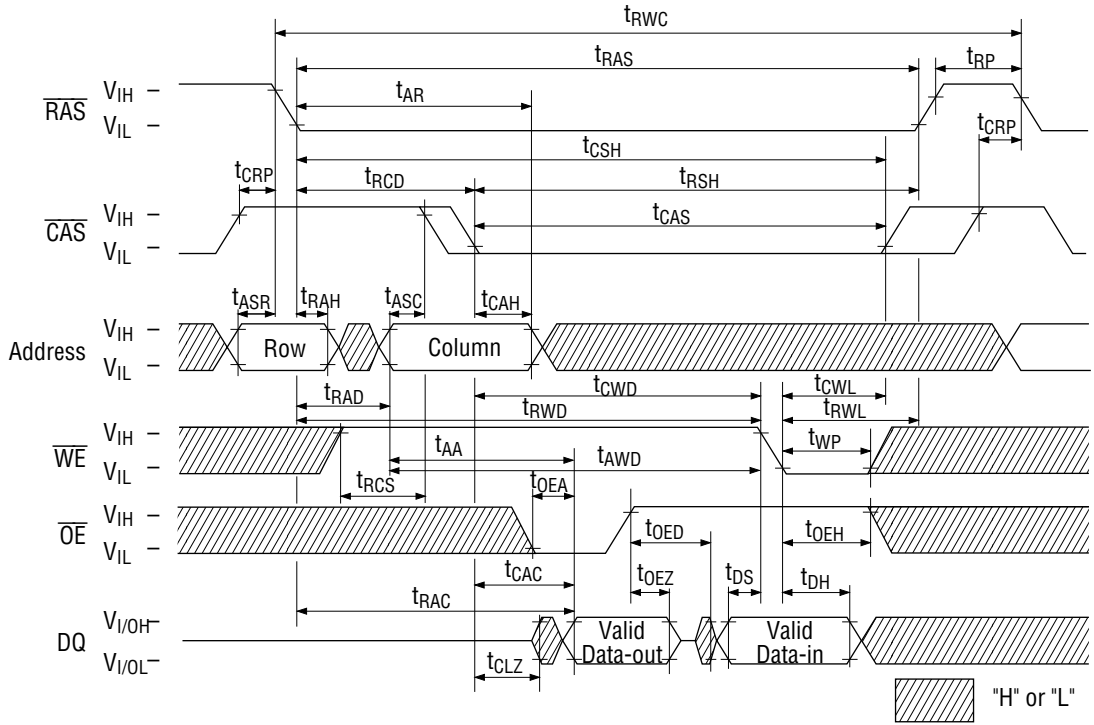 tRWC
tRAS
tRP
tAR
RAS
VIH
VIL
tCRP
tCSH
tCRP
tRCD
tRSH
CAS
VIH
VIL
tCAS
tASR
tRAH
tASC
tCAH
Address
VIH
VIL
Row
Column
tRAD
tCWD
tCWL
tRWD
tRWL
WE
VIH
VIL
tAA
tAWD
tWP
tRCS
tOEA
OE
VIH
VIL
tOED
tOEH
tCAC
tOEZ
tDS
tDH
tRAC
DQ
VI/OH
VI/OL
Valid
Data-out
Valid
Data-in
tCLZ
"H" or "L"